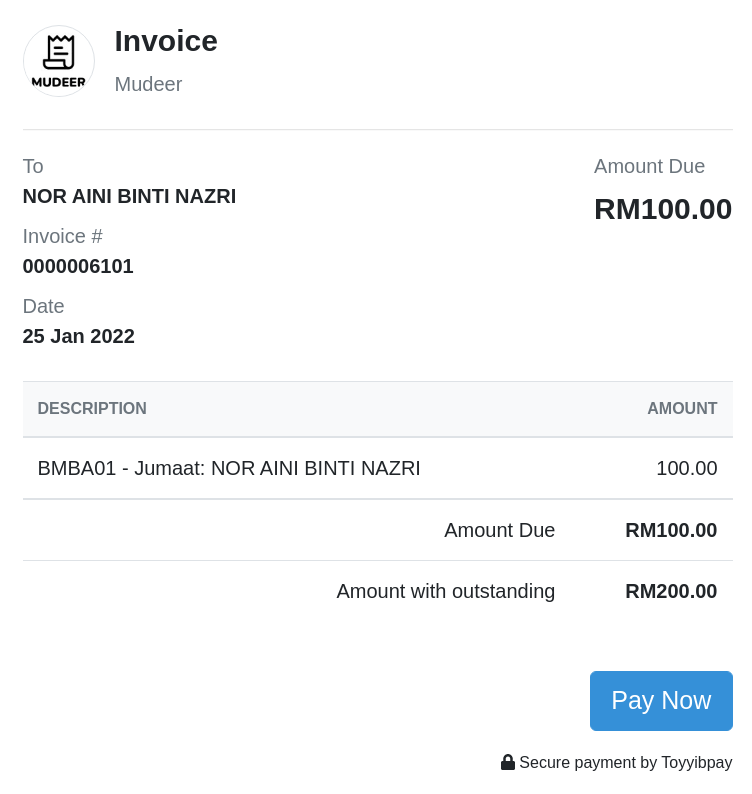 MUDEER
Invoice
Mudeer
To
NOR AINI BINTI NAZRI
Invoice #
0000006101
Date
25 Jan 2022
Amount Due
RM100.00
DESCRIPTION AMOUNT
BMBA01 - Jumaat: NOR AINI BINTI NAZRI 100.00
Amount Due RM100.00
Amount with outstanding RM200.00
Pay Now
Secure payment by Toyyibpay